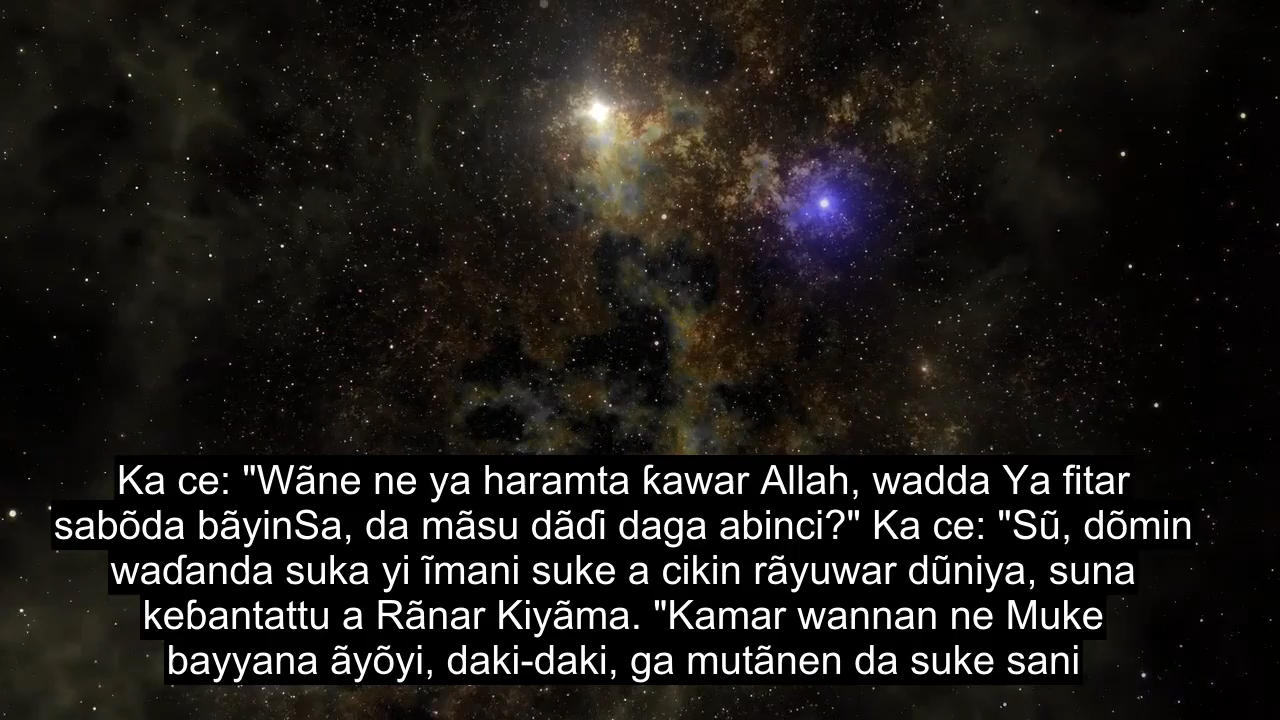 Ka ce: "Wãne ne ya haramta ƙawar Allah, wadda Ya fitar
sabõda bãyinSa, da mãsu dãɗi daga abinci?" Ka ce: "Sũ, dõmin
waɗanda suka yi ĩmani suke a cikin rãyuwar dũniya, suna
keɓantattu a Rãnar Kiyãma. "Kamar wannan ne Muke
bayyana ãyõyi, daki-daki, ga mutãnen da suke sani